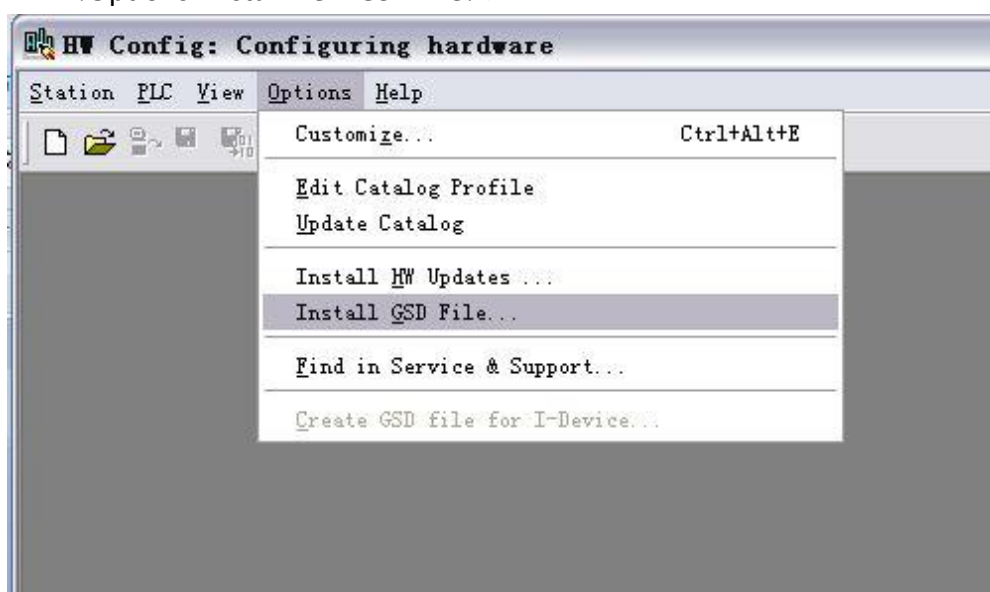 HW Config: Configuring hardware
Station PLC View Options Help
Customize... Ctrl+Alt+E
Edit Catalog Profile
Update Catalog
Install HW Updates ...
Install GSD File...
Find in Service & Support...
Create GSD file for I-Device...